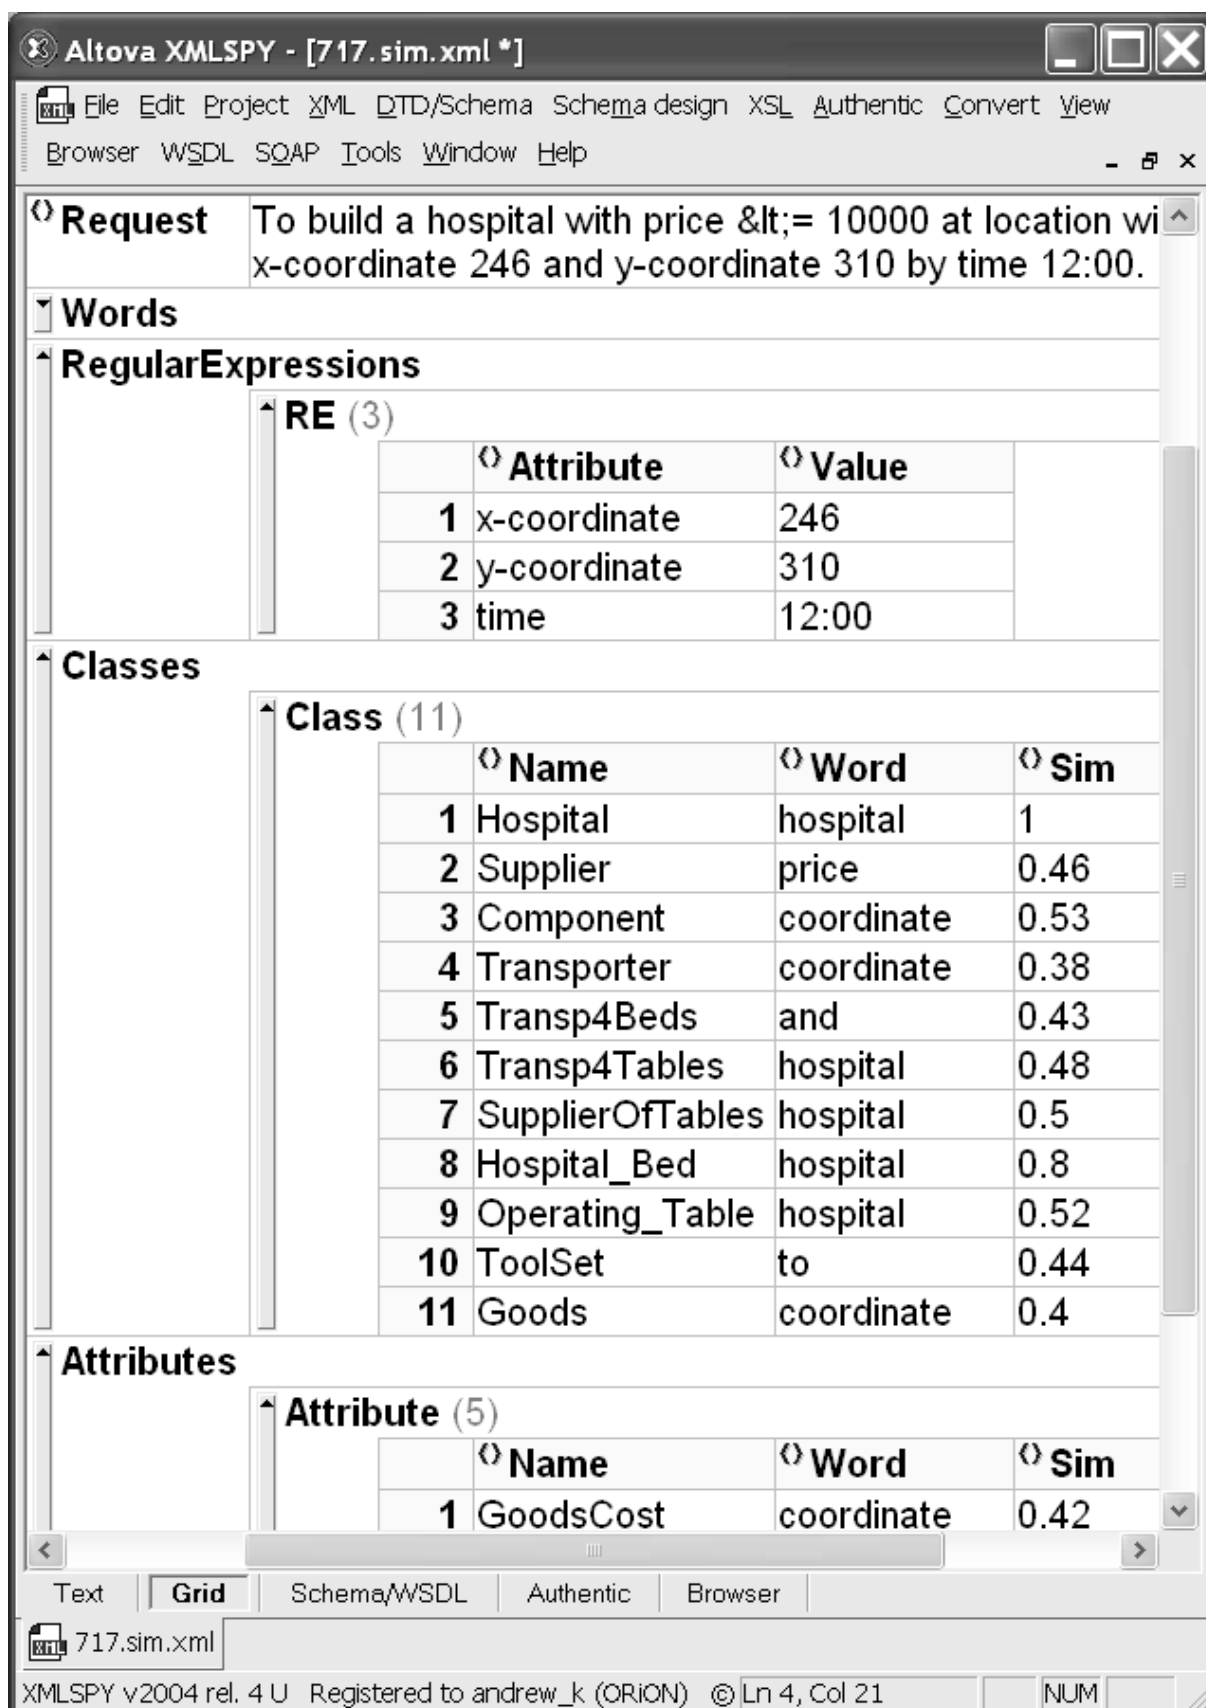 Altova XMLSPY - [717.sim.xml *]
File Edit Project XML DTD/Schema Schema design XSL Authentic Convert View
Browser WSDL SOAP Tools Window Help
Request To build a hospital with price &lt;= 10000 at location wi
x-coordinate 246 and y-coordinate 310 by time 12:00.
Words
RegularExpressions
RE (3)
Attribute Value
1 x-coordinate 246
2 y-coordinate 310
3 time 12:00
Classes
Class (11)
Name Word Sim
1 Hospital hospital 1
2 Supplier price 0.46
3 Component coordinate 0.53
4 Transporter coordinate 0.38
5 Transp4Beds and 0.43
6 Transp4Tables hospital 0.48
7 SupplierOfTables hospital 0.5
8 Hospital_Bed hospital 0.8
9 Operating_Table hospital 0.52
10 ToolSet to 0.44
11 Goods coordinate 0.4
Attributes
Attribute (5)
Name Word Sim
1 GoodsCost coordinate 0.42
Text Grid Schema/WSDL Authentic Browser
717.sim.xml
XMLSPY v2004 rel. 4 U Registered to andrew_k (ORiON) © Ln 4, Col 21 NUM